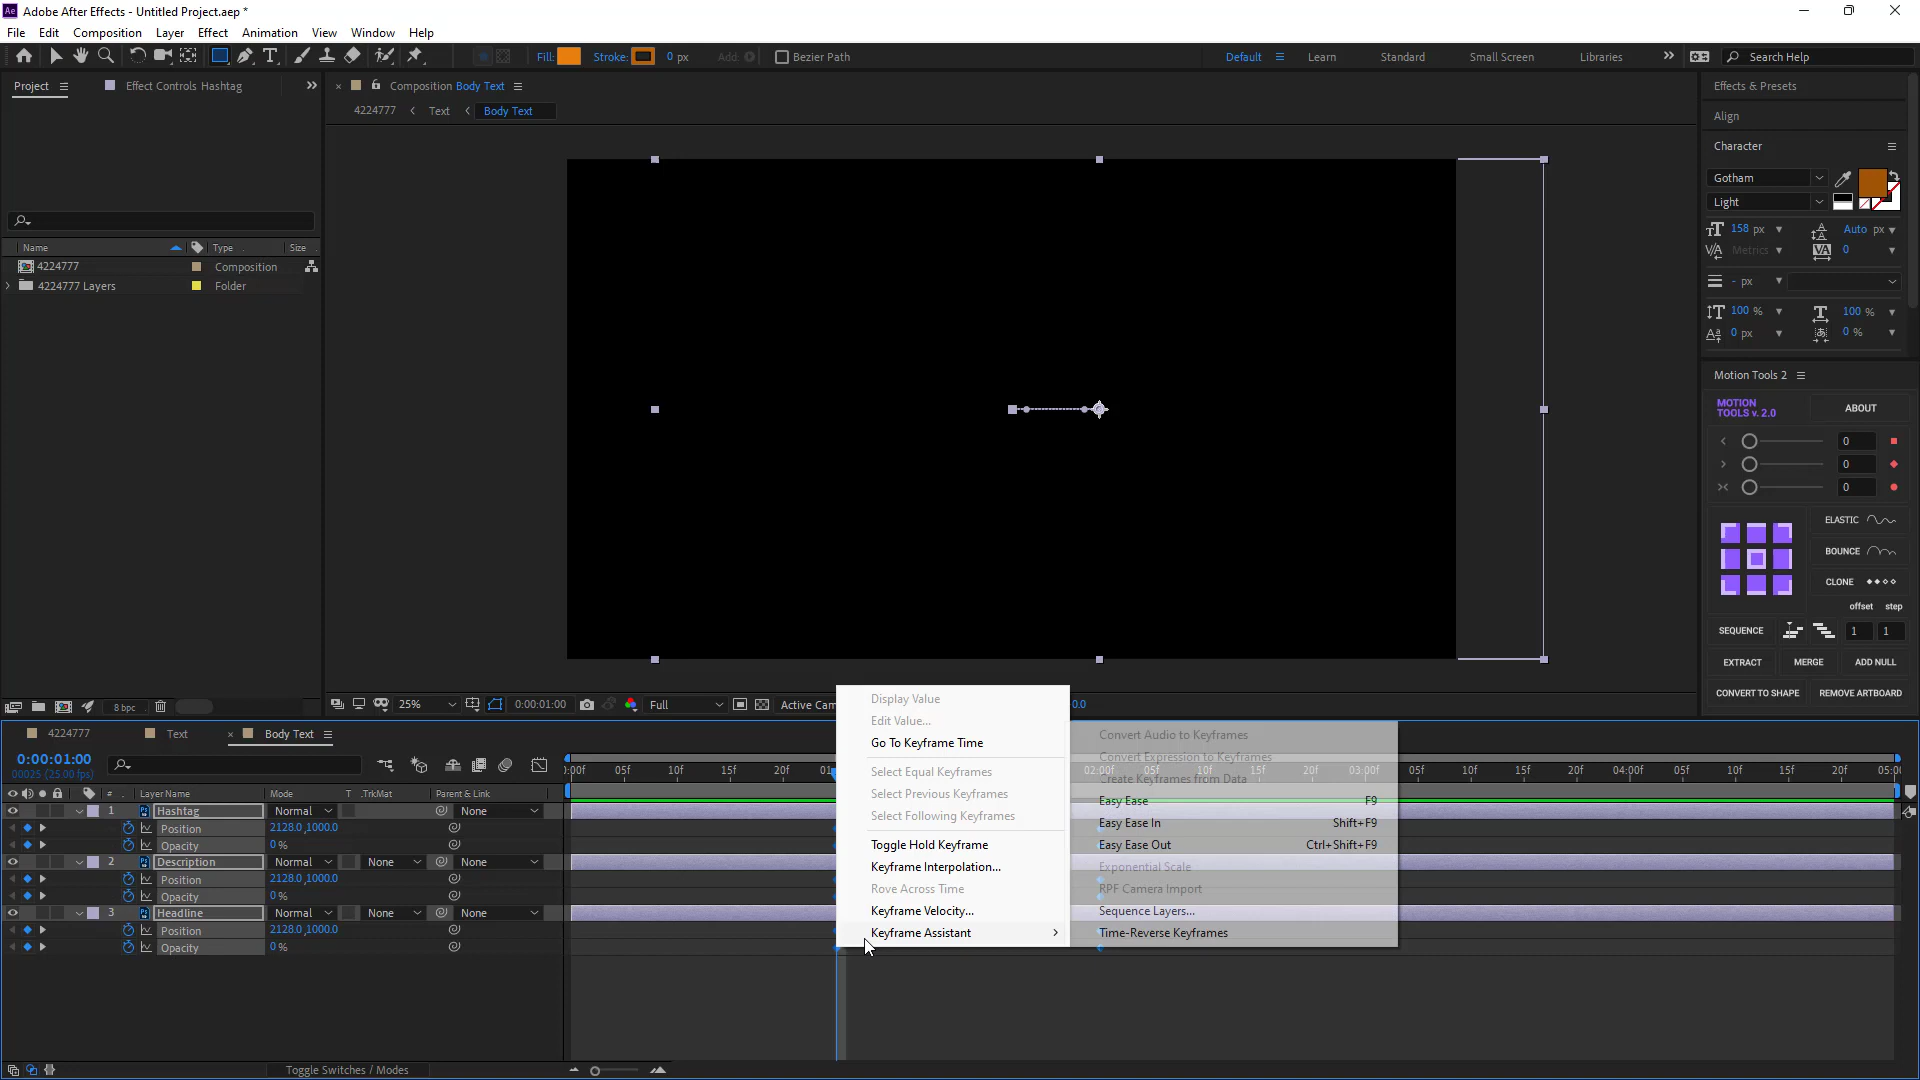 Adobe After Effects - Untitled Project.aep *
File Edit Composition Layer Effect Animation View Window Help
Fill: Stroke: 0 px Add: Bezier Path Default Learn Standard Small Screen Libraries Search Help
Project Effect Controls Hashtag
Composition Body Text
4224777 Text Body Text
Name Type Size
4224777 Composition
4224777 Layers Folder
8 bpc
25% 0:00:01:00 Full Active Cam 0.0
Effects & Presets
Align
Character
Gotham
Light
158 px Auto px
Metrics 0
- px
100 % 100 %
0 px 0 %
Motion Tools 2
MOTION TOOLS v. 2.0 ABOUT
0
0
0
ELASTIC
BOUNCE
CLONE
offset step
SEQUENCE 1 1
EXTRACT MERGE ADD NULL
CONVERT TO SHAPE REMOVE ARTBOARD
4224777 Text Body Text
0:00:01:00
00025 (25.00 fps)
:00f 05f 10f 15f 20f 01 02:00f 05f 10f 15f 20f 03:00f 05f 10f 15f 20f 04:00f 05f 10f 15f 20f 05:0
# Layer Name Mode T .TrkMat Parent & Link
1 Hashtag Normal None
Position 2128.0,1000.0
Opacity 0 %
2 Description Normal None None
Position 2128.0,1000.0
Opacity 0 %
3 Headline Normal None None
Position 2128.0,1000.0
Opacity 0 %
Toggle Switches / Modes
Display Value
Edit Value...
Go To Keyframe Time
Select Equal Keyframes
Select Previous Keyframes
Select Following Keyframes
Toggle Hold Keyframe
Keyframe Interpolation...
Rove Across Time
Keyframe Velocity...
Keyframe Assistant
Convert Audio to Keyframes
Convert Expression to Keyframes
Create Keyframes from Data
Easy Ease F9
Easy Ease In Shift+F9
Easy Ease Out Ctrl+Shift+F9
Exponential Scale
RPF Camera Import
Sequence Layers...
Time-Reverse Keyframes